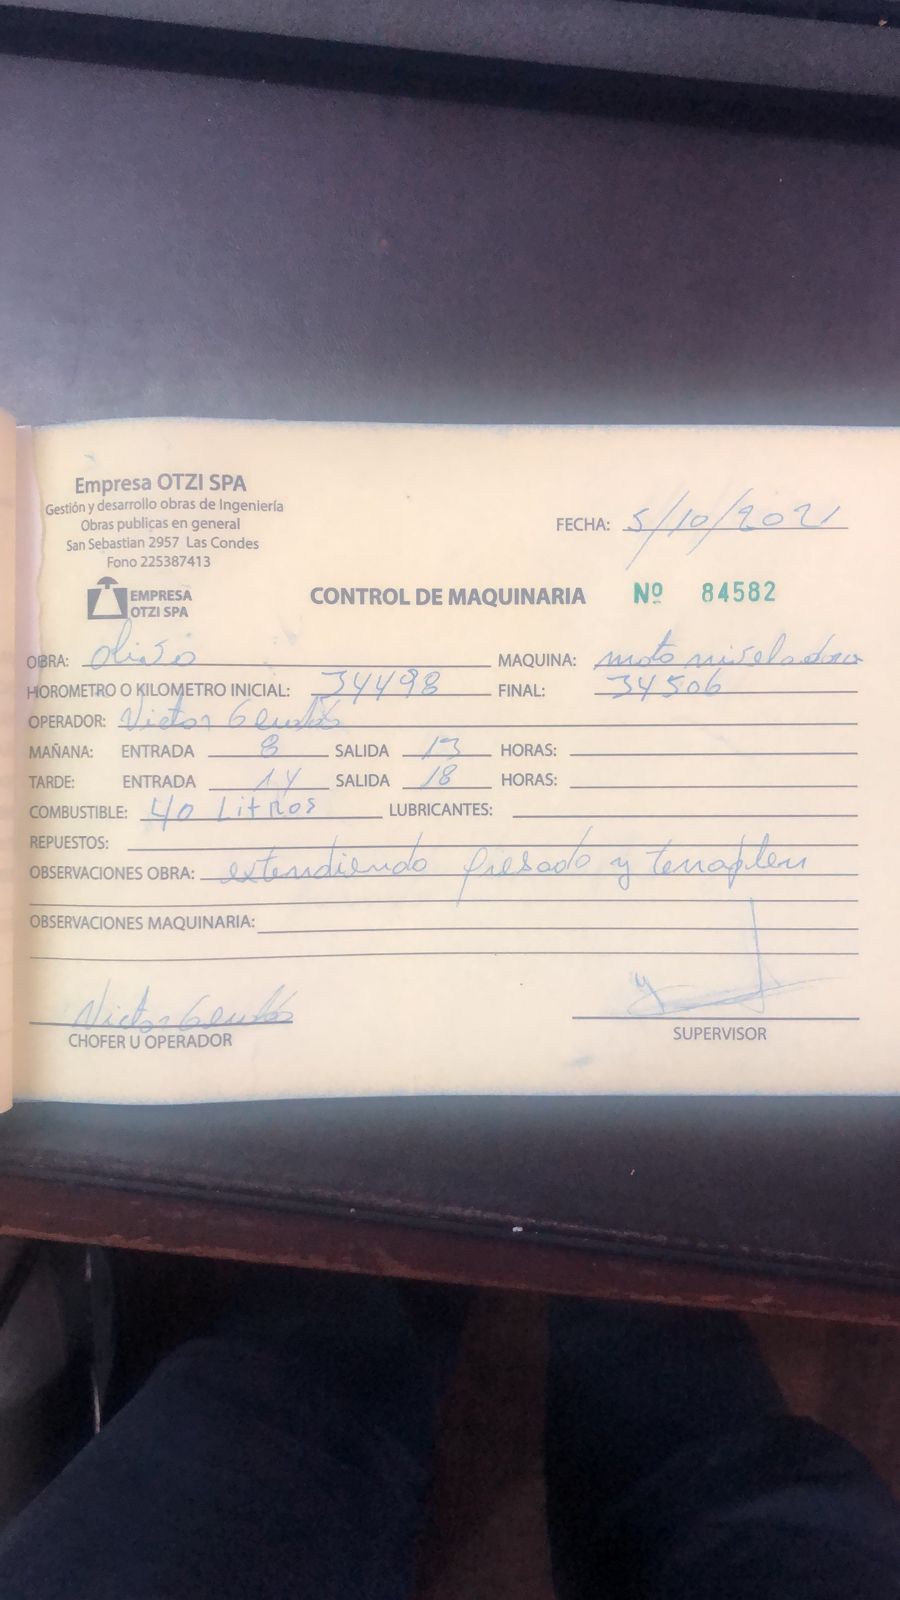 Empresa OTZI SPA
Gestión y desarrollo obras de Ingeniería
Obras publicas en general
San Sebastian 2957 Las Condes
Fono 225387413
EMPRESA
OTZI SPA
FECHA: 5/10/2021
CONTROL DE MAQUINARIA Nº 84582
OBRA: MAQUINA: moto niveladora
HOROMETRO O KILOMETRO INICIAL: 34498 FINAL: 34506
OPERADOR: Victor
MAÑANA: ENTRADA 8 SALIDA 13 HORAS:
TARDE: ENTRADA 14 SALIDA 18 HORAS:
COMBUSTIBLE: 40 Litros LUBRICANTES:
REPUESTOS:
OBSERVACIONES OBRA: extendiendo fresado y terraplen
OBSERVACIONES MAQUINARIA:
Victor
CHOFER U OPERADOR SUPERVISOR